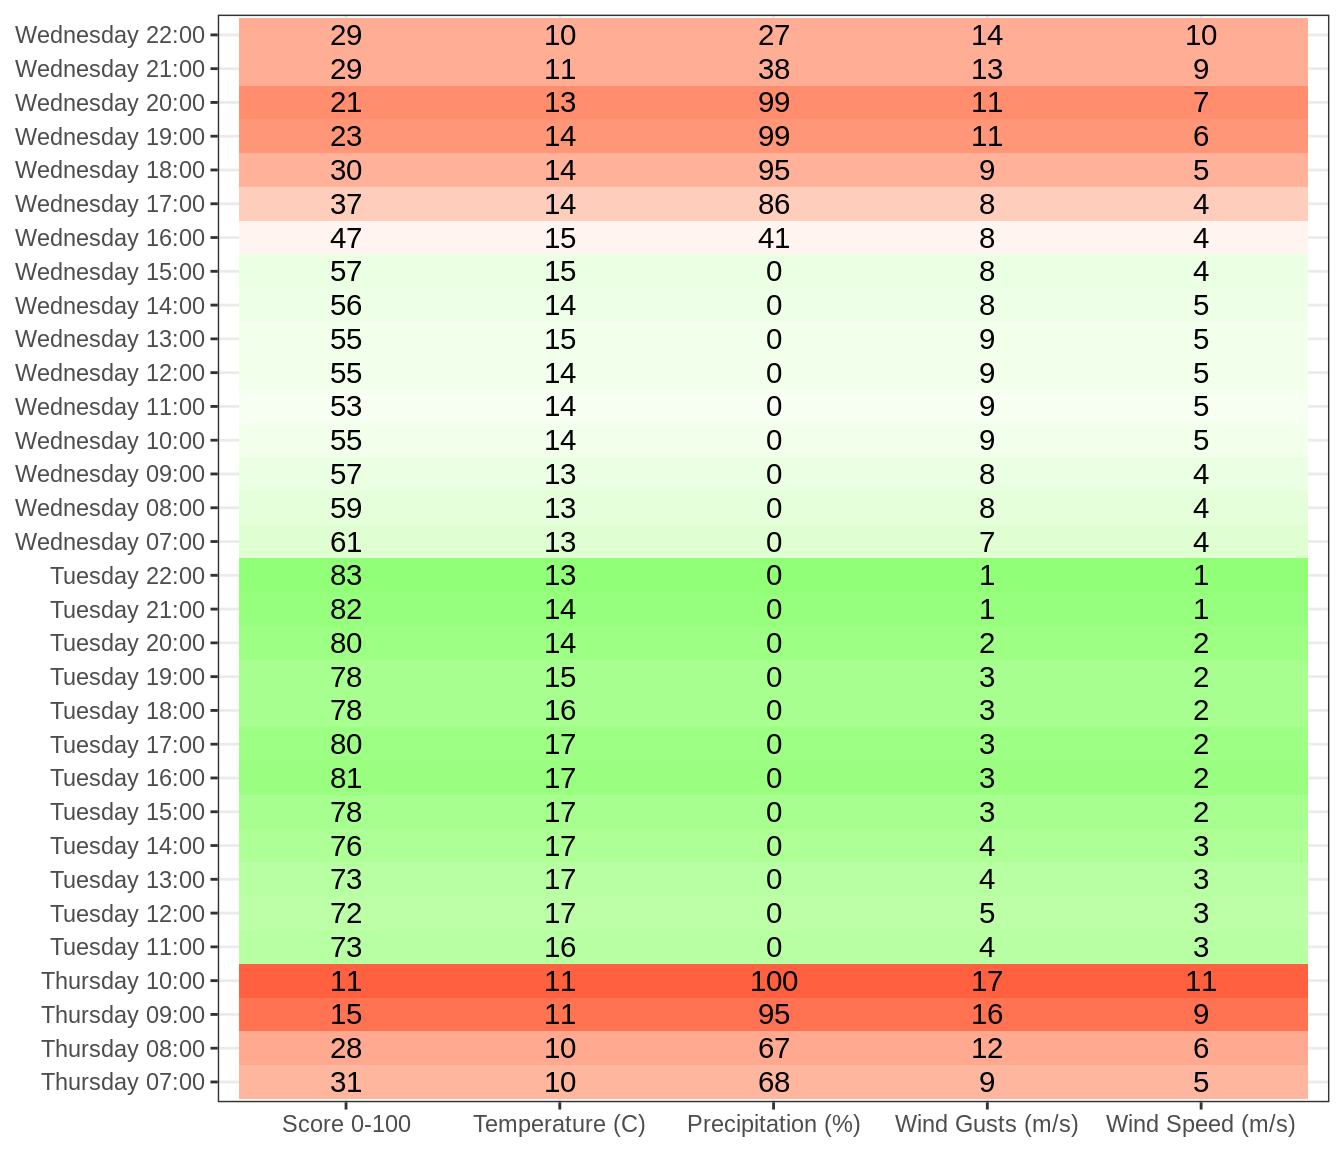 Wednesday 22:00 29 10 27 14 10
Wednesday 21:00 29 11 38 13 9
Wednesday 20:00 21 13 99 11 7
Wednesday 19:00 23 14 99 11 6
Wednesday 18:00 30 14 95 9 5
Wednesday 17:00 37 14 86 8 4
Wednesday 16:00 47 15 41 8 4
Wednesday 15:00 57 15 0 8 4
Wednesday 14:00 56 14 0 8 5
Wednesday 13:00 55 15 0 9 5
Wednesday 12:00 55 14 0 9 5
Wednesday 11:00 53 14 0 9 5
Wednesday 10:00 55 14 0 9 5
Wednesday 09:00 57 13 0 8 4
Wednesday 08:00 59 13 0 8 4
Wednesday 07:00 61 13 0 7 4
Tuesday 22:00 83 13 0 1 1
Tuesday 21:00 82 14 0 1 1
Tuesday 20:00 80 14 0 2 2
Tuesday 19:00 78 15 0 3 2
Tuesday 18:00 78 16 0 3 2
Tuesday 17:00 80 17 0 3 2
Tuesday 16:00 81 17 0 3 2
Tuesday 15:00 78 17 0 3 2
Tuesday 14:00 76 17 0 4 3
Tuesday 13:00 73 17 0 4 3
Tuesday 12:00 72 17 0 5 3
Tuesday 11:00 73 16 0 4 3
Thursday 10:00 11 11 100 17 11
Thursday 09:00 15 11 95 16 9
Thursday 08:00 28 10 67 12 6
Thursday 07:00 31 10 68 9 5
Score 0-100 Temperature (C) Precipitation (%) Wind Gusts (m/s) Wind Speed (m/s)